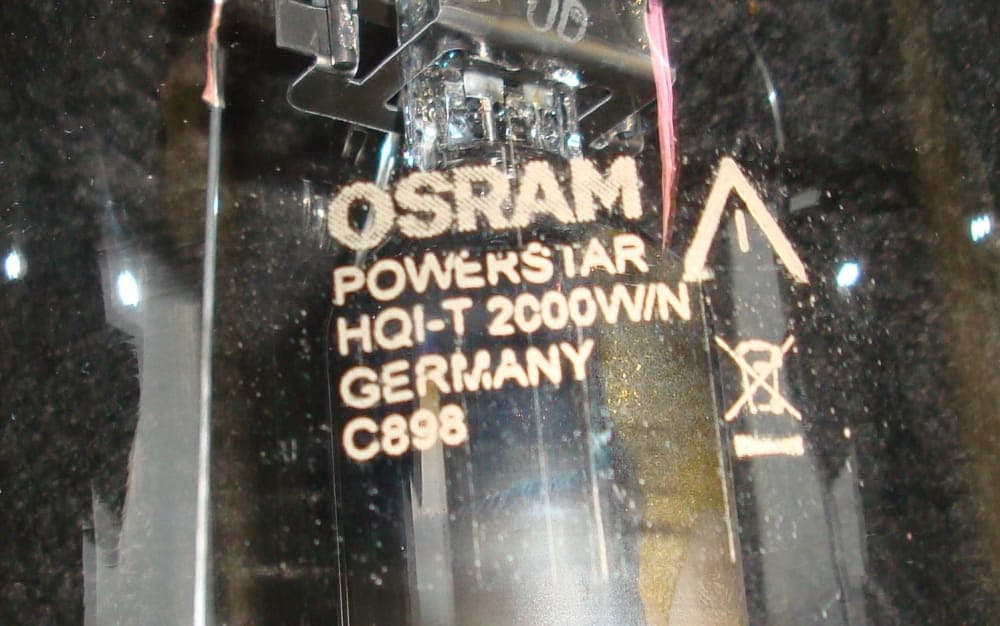 OSRAM
POWERSTAR
HQI-T 2000W/N
GERMANY
C898